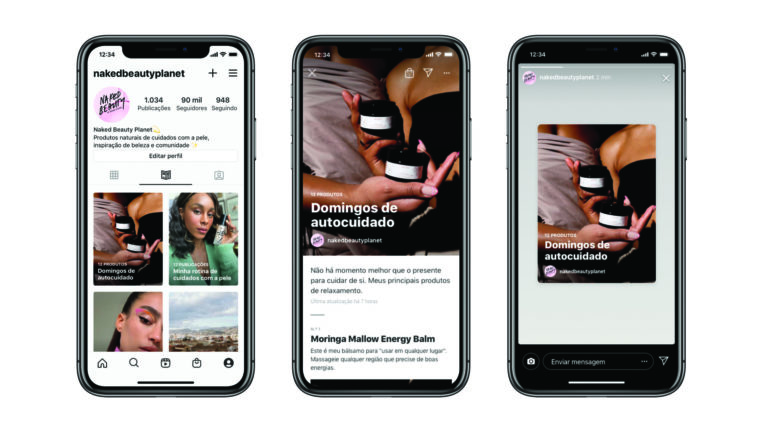 12:34
nakedbeautyplanet
NAKED
BEAUTY
1.034 90 mil 948
Publicações Seguidores Seguindo
Naked Beauty Planet
Produtos naturais de cuidados com a pele,
inspiração de beleza e comunidade
Editar perfil
12 PRODUTOS
Domingos de
autocuidado
12 PUBLICAÇÕES
Minha rotina de
cuidados com a pele
12:34
12 PRODUTOS
Domingos de
autocuidado
nakedbeautyplanet
Não há momento melhor que o presente
para cuidar de si. Meus principais produtos
de relaxamento.
Última atualização há 7 horas
N.º 1
Moringa Mallow Energy Balm
Este é meu bálsamo para "usar em qualquer lugar".
Massageie qualquer região que precise de boas
energias.
12:34
nakedbeautyplanet 2 min
12 PRODUTOS
Domingos de
autocuidado
nakedbeautyplanet
Enviar mensagem